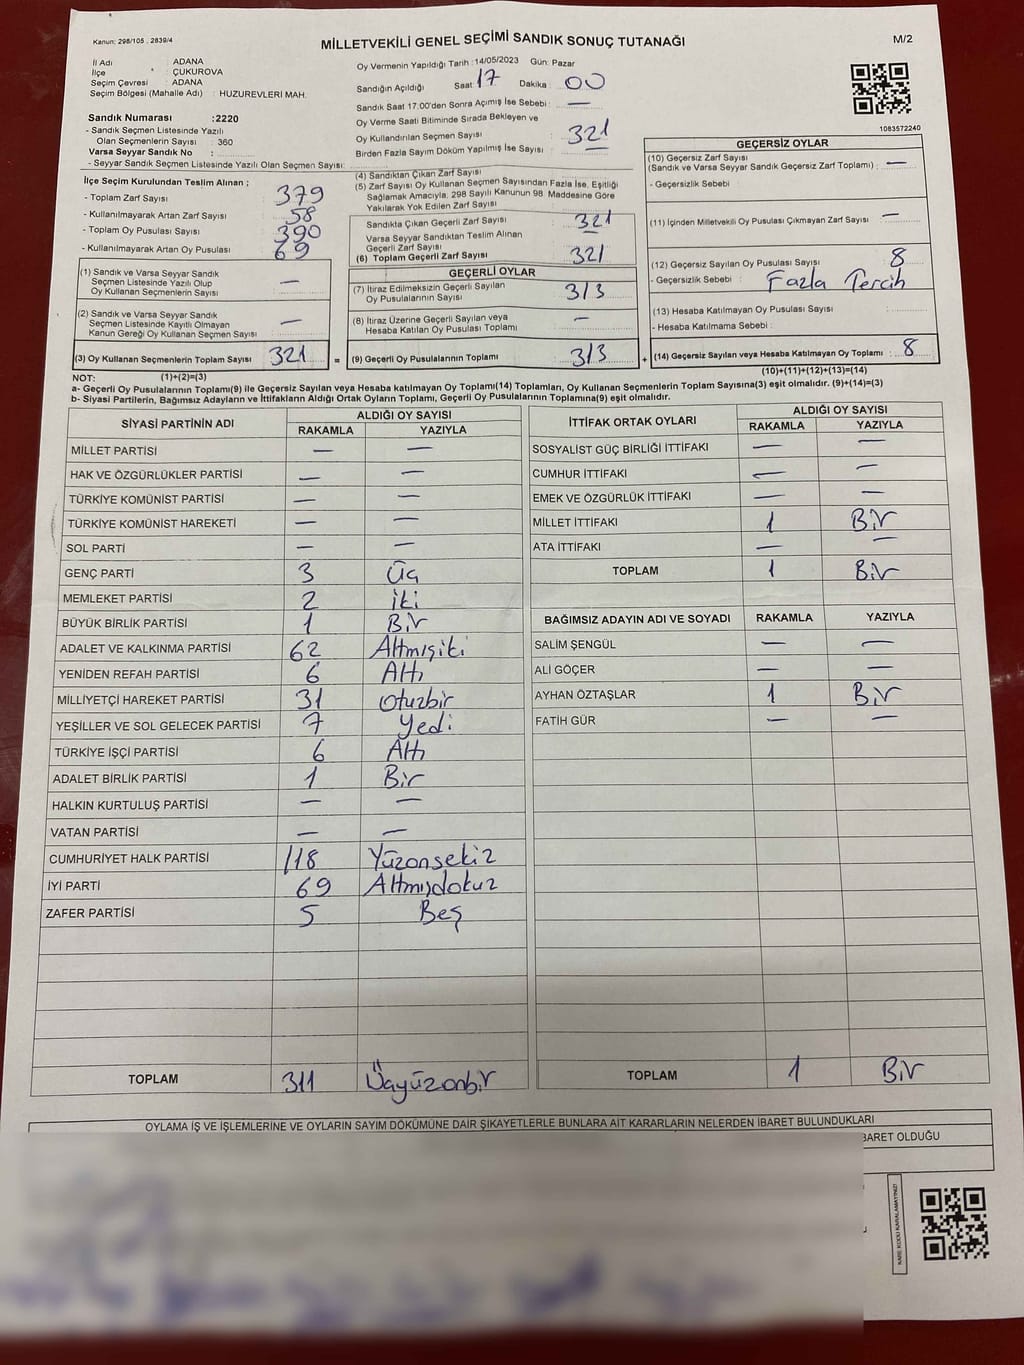 Kanun: 298/105 , 2839/4
MİLLETVEKİLİ GENEL SEÇİMİ SANDIK SONUÇ TUTANAĞI
M/2
İl Adı : ADANA
İlçe : ÇUKUROVA
Seçim Çevresi : ADANA
Seçim Bölgesi (Mahalle Adı) : HUZUREVLERİ MAH.
Sandık Numarası :2220
- Sandık Seçmen Listesinde Yazılı
Olan Seçmenlerin Sayısı : 360
Varsa Seyyar Sandık No :
- Seyyar Sandık Seçmen Listesinde Yazılı Olan Seçmen Sayısı:
Oy Vermenin Yapıldığı Tarih :14/05/2023 Gün: Pazar
Sandığın Açıldığı Saat: 17 Dakika : 00
Sandık Saat 17:00'den Sonra Açılmış İse Sebebi : —
Oy Verme Saati Bitiminde Sırada Bekleyen ve
Oy Kullandırılan Seçmen Sayısı : 321
Birden Fazla Sayım Döküm Yapılmış İse Sayısı : —
1083572240
İlçe Seçim Kurulundan Teslim Alınan ;
- Toplam Zarf Sayısı : 379
- Kullanılmayarak Artan Zarf Sayısı : 58
- Toplam Oy Pusulası Sayısı : 390
- Kullanılmayarak Artan Oy Pusulası : 69
(1) Sandık ve Varsa Seyyar Sandık
Seçmen Listesinde Yazılı Olup
Oy Kullanan Seçmenlerin Sayısı : —
(2) Sandık ve Varsa Seyyar Sandık
Seçmen Listesinde Kayıtlı Olmayan
Kanun Gereği Oy Kullanan Seçmen Sayısı : —
(3) Oy Kullanan Seçmenlerin Toplam Sayısı : 321 =
(4) Sandıktan Çıkan Zarf Sayısı :
(5) Zarf Sayısı Oy Kullanan Seçmen Sayısından Fazla İse, Eşitliği
Sağlamak Amacıyla, 298 Sayılı Kanunun 98. Maddesine Göre
Yakılarak Yok Edilen Zarf Sayısı :
Sandıkta Çıkan Geçerli Zarf Sayısı : 321
Varsa Seyyar Sandıktan Teslim Alınan
Geçerli Zarf Sayısı : —
(6) Toplam Geçerli Zarf Sayısı : 321
GEÇERLİ OYLAR
(7) İtiraz Edilmeksizin Geçerli Sayılan
Oy Pusulalarının Sayısı : 313
(8) İtiraz Üzerine Geçerli Sayılan veya
Hesaba Katılan Oy Pusulası Toplamı : —
(9) Geçerli Oy Pusulalarının Toplamı : 313 +
GEÇERSİZ OYLAR
(10) Geçersiz Zarf Sayısı
(Sandık ve Varsa Seyyar Sandık Geçersiz Zarf Toplamı) : —
- Geçersizlik Sebebi :
(11) İçinden Milletvekili Oy Pusulası Çıkmayan Zarf Sayısı : —
(12) Geçersiz Sayılan Oy Pusulası Sayısı : 8
- Geçersizlik Sebebi : Fazla Tercih
(13) Hesaba Katılmayan Oy Pusulası Sayısı :
- Hesaba Katılmama Sebebi :
(14) Geçersiz Sayılan veya Hesaba Katılmayan Oy Toplamı : 8
(10)+(11)+(12)+(13)=(14)
NOT: (1)+(2)=(3)
a- Geçerli Oy Pusulalarının Toplamı(9) ile Geçersiz Sayılan veya Hesaba katılmayan Oy Toplamı(14) Toplamları, Oy Kullanan Seçmenlerin Toplam Sayısına(3) eşit olmalıdır. (9)+(14)=(3)
b- Siyasi Partilerin, Bağımsız Adayların ve İttifakların Aldığı Ortak Oyların Toplamı, Geçerli Oy Pusulalarının Toplamına(9) eşit olmalıdır.
SİYASİ PARTİNİN ADI ALDIĞI OY SAYISI
RAKAMLA YAZIYLA
MİLLET PARTİSİ — —
HAK VE ÖZGÜRLÜKLER PARTİSİ — —
TÜRKİYE KOMÜNİST PARTİSİ — —
TÜRKİYE KOMÜNİST HAREKETİ — —
SOL PARTİ — —
GENÇ PARTİ 3 Üç
MEMLEKET PARTİSİ 2 İki
BÜYÜK BİRLİK PARTİSİ 1 Bir
ADALET VE KALKINMA PARTİSİ 62 Altmışiki
YENİDEN REFAH PARTİSİ 6 Altı
MİLLİYETÇİ HAREKET PARTİSİ 31 Otuzbir
YEŞİLLER VE SOL GELECEK PARTİSİ 7 Yedi
TÜRKİYE İŞÇİ PARTİSİ 6 Altı
ADALET BİRLİK PARTİSİ 1 Bir
HALKIN KURTULUŞ PARTİSİ — —
VATAN PARTİSİ — —
CUMHURİYET HALK PARTİSİ 118 Yüzonsekiz
İYİ PARTİ 69 Altmışdokuz
ZAFER PARTİSİ 5 Beş
TOPLAM 311 Üçyüzonbir
İTTİFAK ORTAK OYLARI ALDIĞI OY SAYISI
RAKAMLA YAZIYLA
SOSYALİST GÜÇ BİRLİĞİ İTTİFAKI — —
CUMHUR İTTİFAKI — —
EMEK VE ÖZGÜRLÜK İTTİFAKI — —
MİLLET İTTİFAKI 1 Bir
ATA İTTİFAKI — —
TOPLAM 1 Bir
BAĞIMSIZ ADAYIN ADI VE SOYADI RAKAMLA YAZIYLA
SALİM ŞENGÜL — —
ALİ GÖÇER — —
AYHAN ÖZTAŞLAR 1 Bir
FATİH GÜR — —
TOPLAM 1 Bir
OYLAMA İŞ VE İŞLEMLERİNE VE OYLARIN SAYIM DÖKÜMÜNE DAİR ŞİKAYETLERLE BUNLARA AİT KARARLARIN NELERDEN İBARET BULUNDUKLARI
BARET OLDUĞU
KARE KODU KARALAMAYINIZ!